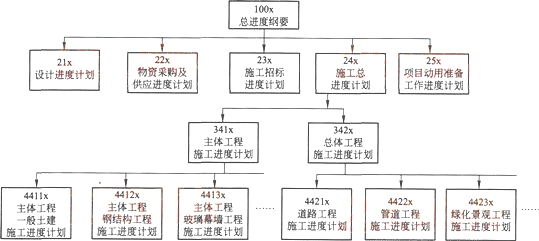 100x
总进度纲要
21x
设计进度计划
22x
物资采购及
供应进度计划
23x
施工招标
进度计划
24x
施工总
进度计划
25x
项目动用准备
工作进度计划
341x
主体工程
施工进度计划
342x
总体工程
施工进度计划
4411x
主体工程
一般土建
施工进度计划
4412x
主体工程
钢结构工程
施工进度计划
4413x
主体工程
玻璃幕墙工程
施工进度计划
……
4421x
道路工程
施工进度计划
4422x
管道工程
施工进度计划
4423x
绿化景观工程
施工进度计划
……